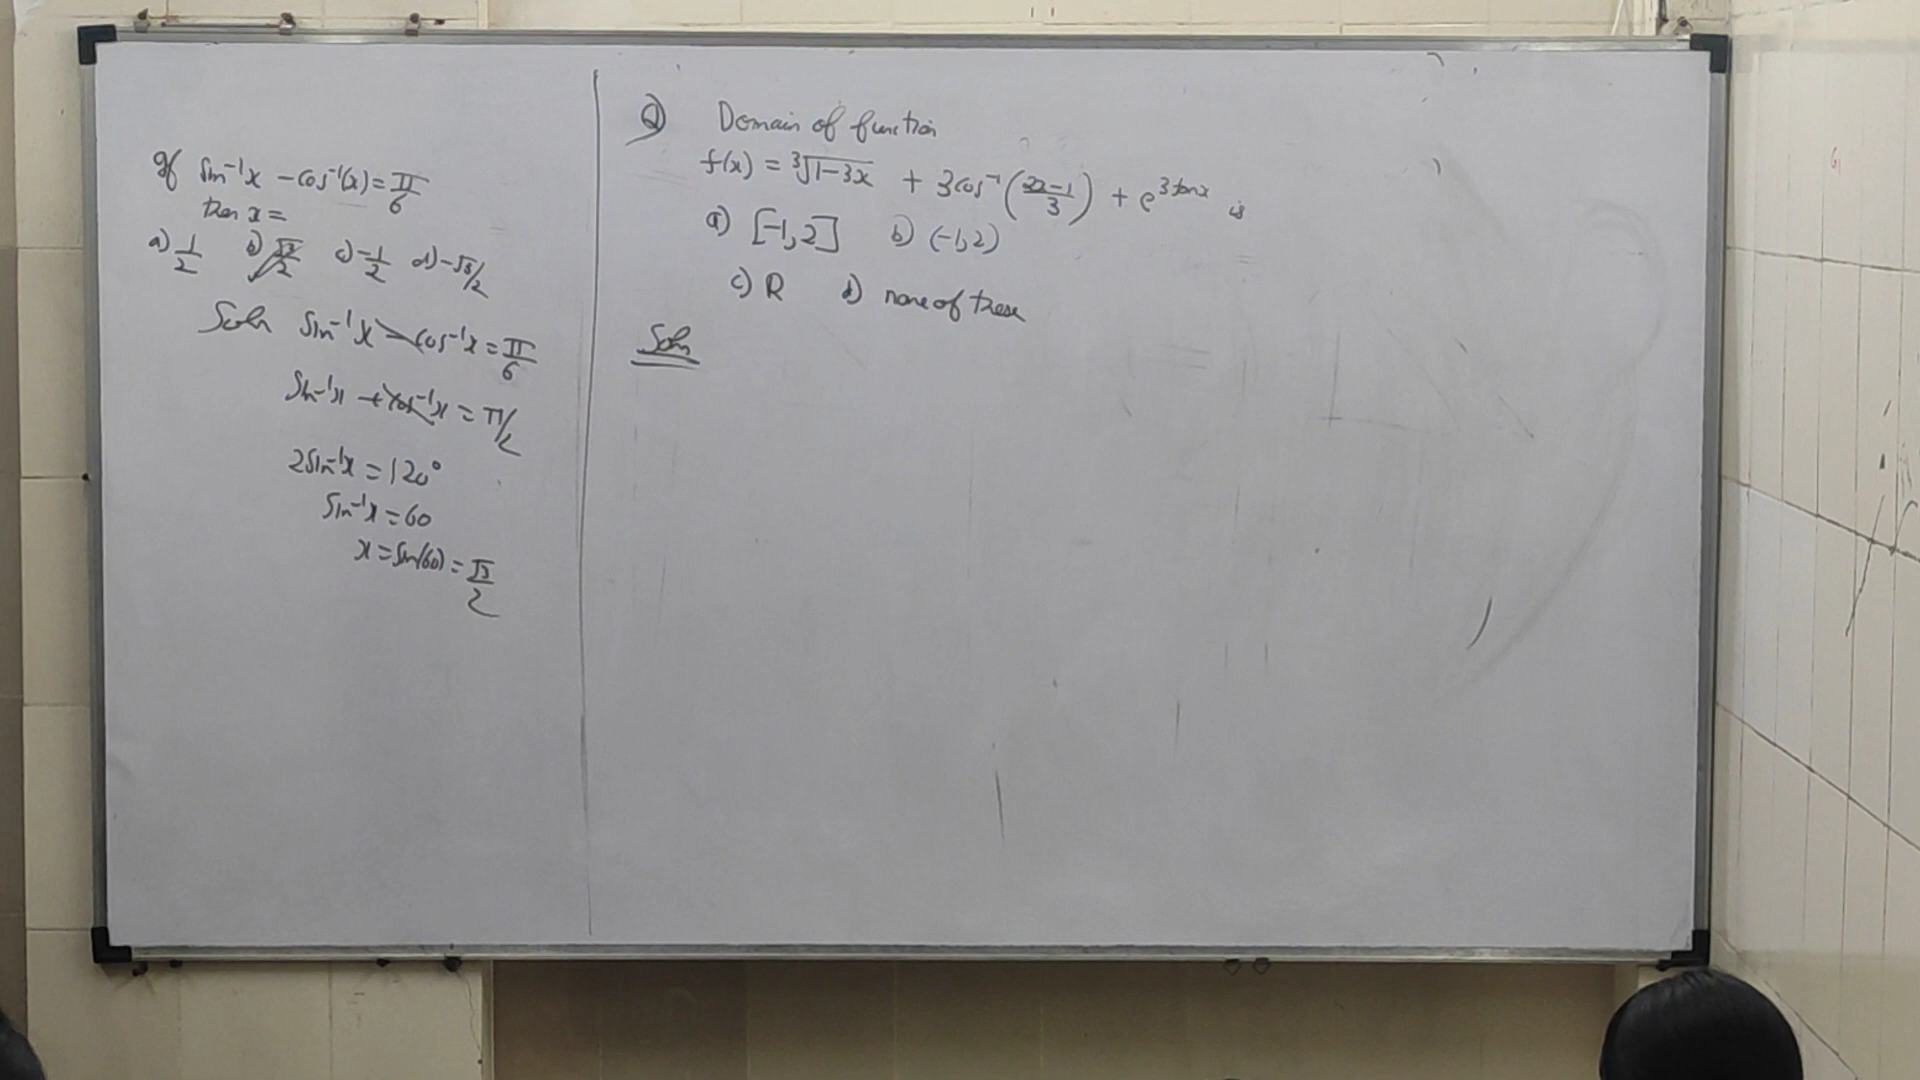 If sin⁻¹x - cos⁻¹(x) = π/6
then x =
a) 1/2 b) √3/2 c) -1/2 d) -√3/2
Soln sin⁻¹x - cos⁻¹x = π/6
sin⁻¹x + cos⁻¹x = π/2
2sin⁻¹x = 120°
sin⁻¹x = 60
x = sin(60) = √3/2
Q) Domain of function
f(x) = ³√(1-3x) + 3cos⁻¹((2x-1)/3) + e^(3tanx) is
a) [-1,2] b) (-1,2)
c) R d) none of these
Soln